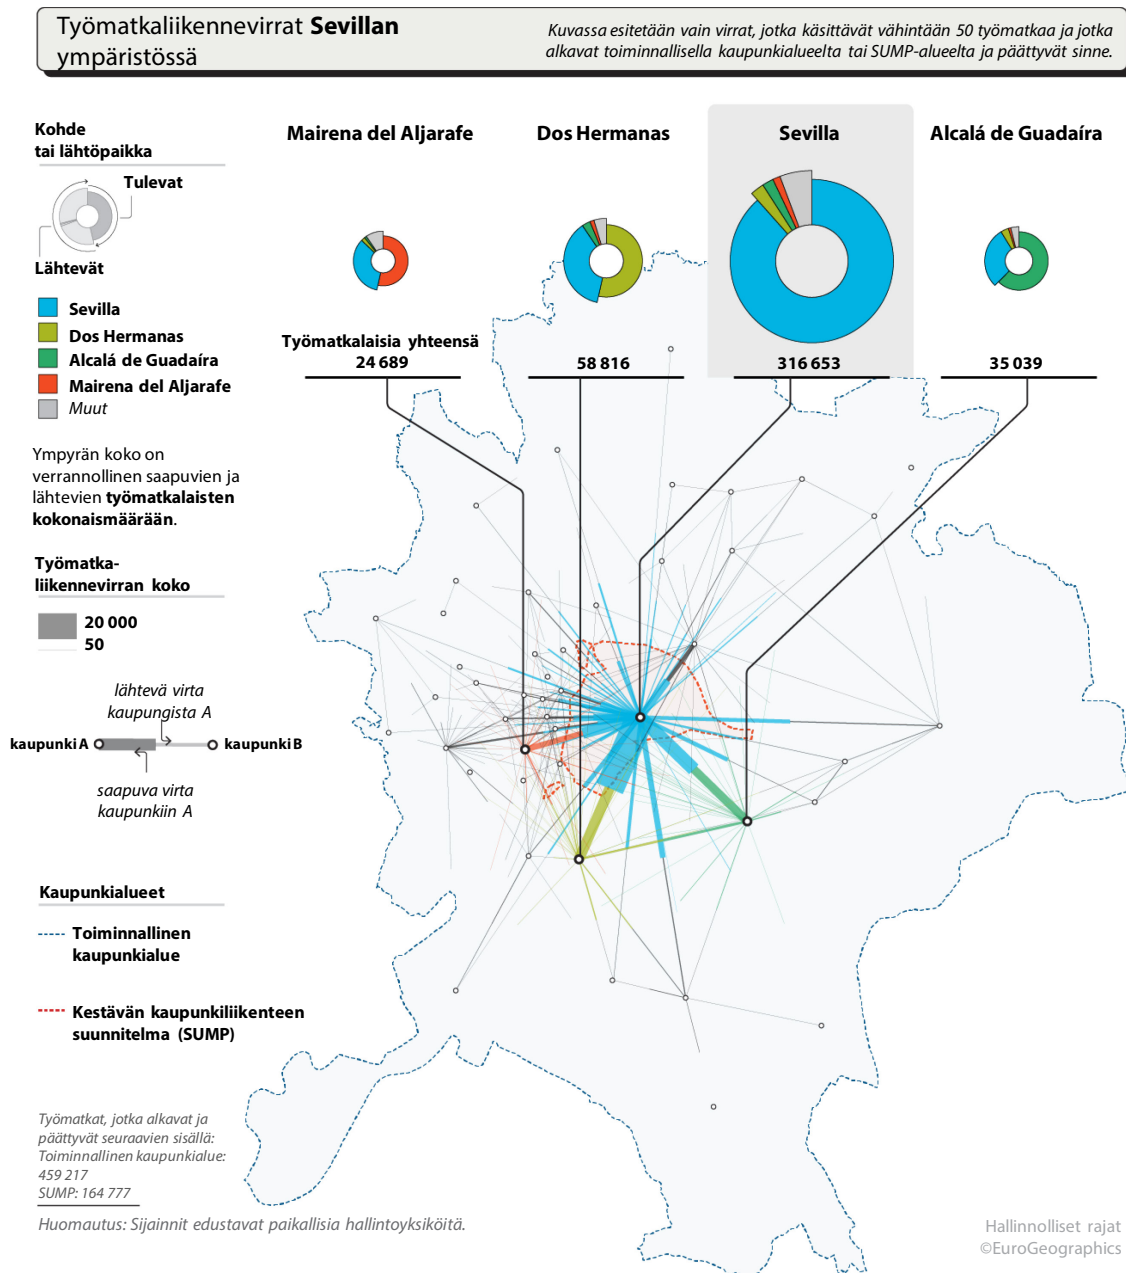 Työmatkaliikennevirrat Sevillan
ympäristössä
Kuvassa esitetään vain virrat, jotka käsittävät vähintään 50 työmatkaa ja jotka
alkavat toiminnallisella kaupunkialueelta tai SUMP-alueelta ja päättyvät sinne.
Kohde
tai lähtöpaikka
Tulevat
Lähtevät
Sevilla
Dos Hermanas
Alcalá de Guadaíra
Mairena del Aljarafe
Muut
Mairena del Aljarafe
Dos Hermanas
Sevilla
Alcalá de Guadaíra
Työmatkalaisia yhteensä
24 689
58 816
316 653
35 039
Ympyrän koko on
verrannollinen saapuvien ja
lähtevien työmatkalaisten
kokonaismäärään.
Työmatka-
liikennevirran koko
20 000
50
lähtevä virta
kaupungista A
kaupunki A
kaupunki B
saapuva virta
kaupunkiin A
Kaupunkialueet
Toiminnallinen
kaupunkialue
Kestävän kaupunkiliikenteen
suunnitelma (SUMP)
Työmatkat, jotka alkavat ja
päättyvät seuraavien sisällä:
Toiminnallinen kaupunkialue:
459 217
SUMP: 164 777
Huomautus: Sijainnit edustavat paikallisia hallintoyksiköitä.
Hallinnolliset rajat
©EuroGeographics